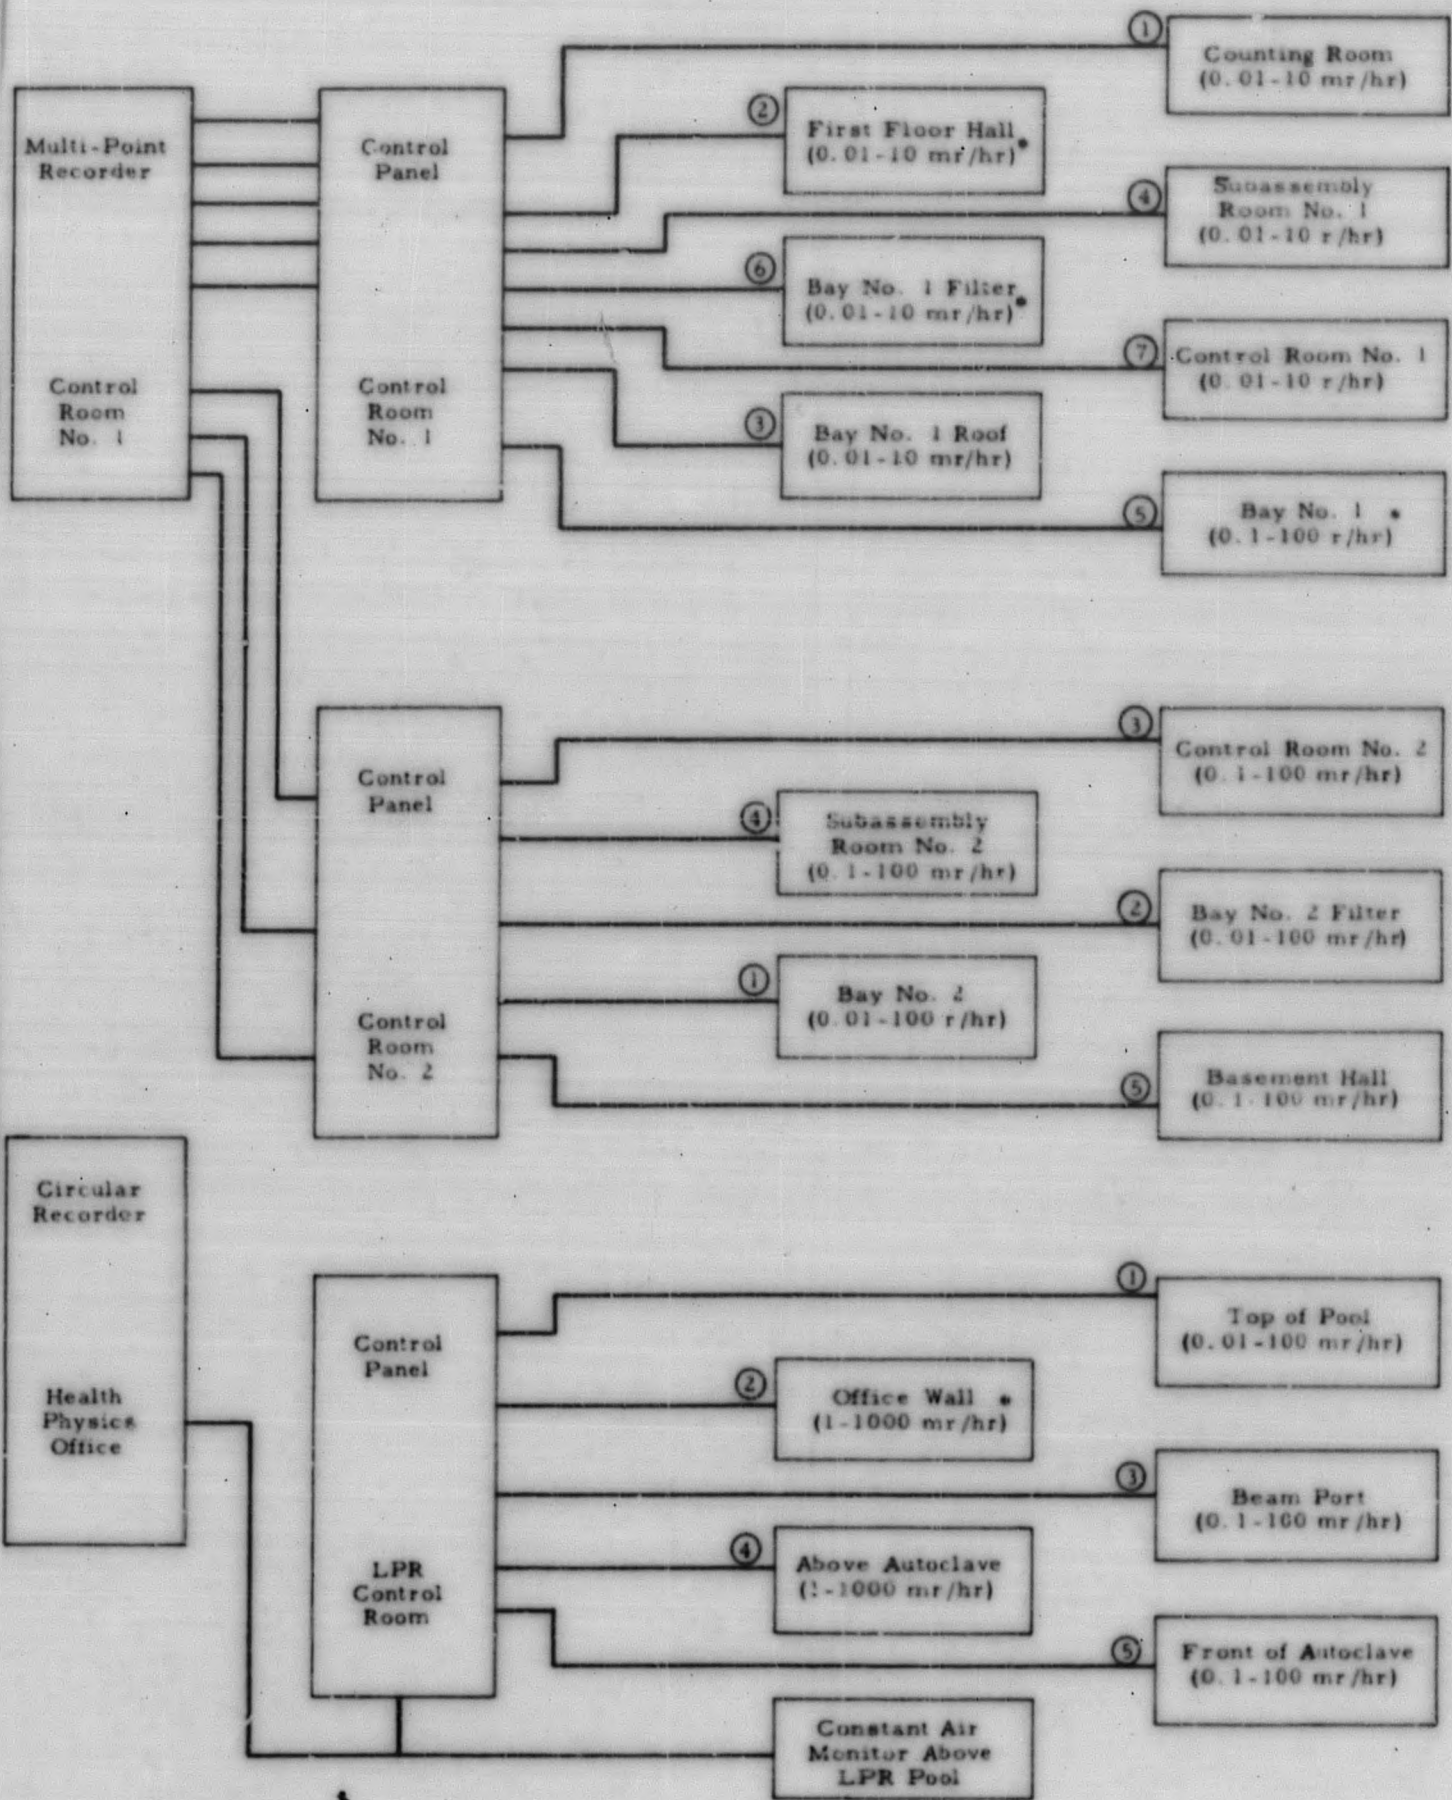 Multi-Point
Recorder
Control
Room
No. 1
Control
Panel
Control
Room
No. 1
①
Counting Room
(0.01-10 mr/hr)
②
First Floor Hall
(0.01-10 mr/hr)*
④
Subassembly
Room No. 1
(0.01-10 r/hr)
⑥
Bay No. 1 Filter
(0.01-10 mr/hr)*
⑦
Control Room No. 1
(0.01-10 r/hr)
③
Bay No. 1 Roof
(0.01-10 mr/hr)
⑤
Bay No. 1 *
(0.1-100 r/hr)
Control
Panel
Control
Room
No. 2
③
Control Room No. 2
(0.1-100 mr/hr)
④
Subassembly
Room No. 2
(0.1-100 mr/hr)
②
Bay No. 2 Filter
(0.01-100 mr/hr)
①
Bay No. 2
(0.01-100 r/hr)
⑤
Basement Hall
(0.1-100 mr/hr)
Circular
Recorder
Health
Physics
Office
Control
Panel
LPR
Control
Room
①
Top of Pool
(0.01-100 mr/hr)
②
Office Wall *
(1-1000 mr/hr)
③
Beam Port
(0.1-100 mr/hr)
④
Above Autoclave
(1-1000 mr/hr)
⑤
Front of Autoclave
(0.1-100 mr/hr)
Constant Air
Monitor Above
LPR Pool